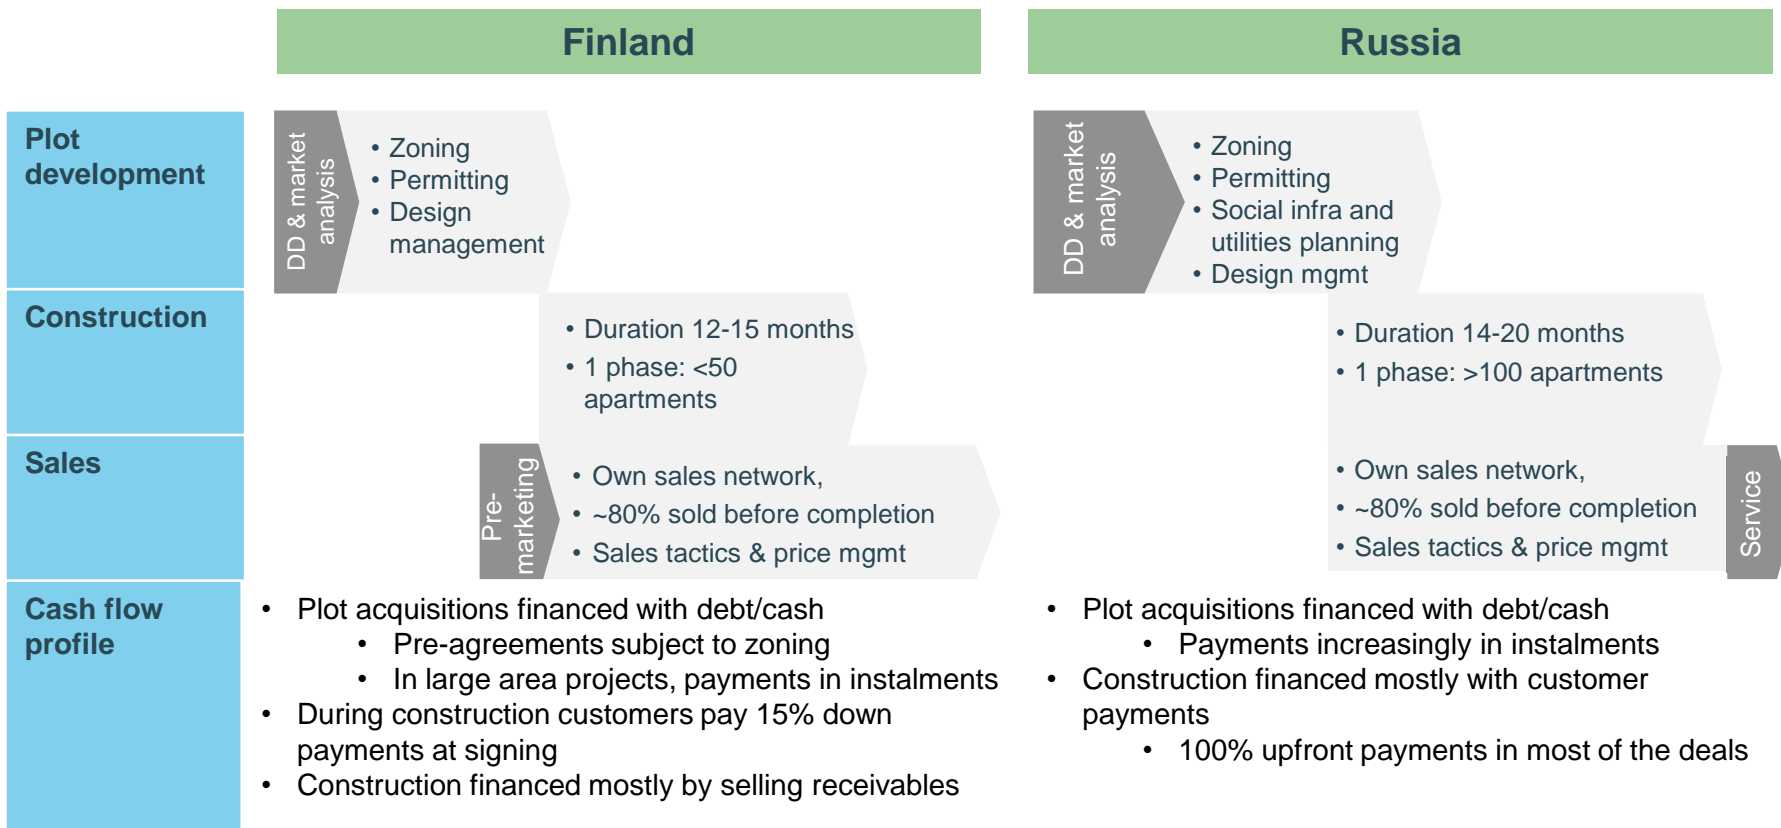 Finland
Russia
Plot
development
DD & market
analysis
• Zoning
• Permitting
• Design
management
DD & market
analysis
• Zoning
• Permitting
• Social infra and
utilities planning
• Design mgmt
Construction
• Duration 12-15 months
• 1 phase: <50
apartments
• Duration 14-20 months
• 1 phase: >100 apartments
Sales
Pre-
marketing
• Own sales network,
• ~80% sold before completion
• Sales tactics & price mgmt
• Own sales network,
• ~80% sold before completion
• Sales tactics & price mgmt
Service
Cash flow
profile
• Plot acquisitions financed with debt/cash
• Pre-agreements subject to zoning
• In large area projects, payments in instalments
• During construction customers pay 15% down
payments at signing
• Construction financed mostly by selling receivables
• Plot acquisitions financed with debt/cash
• Payments increasingly in instalments
• Construction financed mostly with customer
payments
• 100% upfront payments in most of the deals